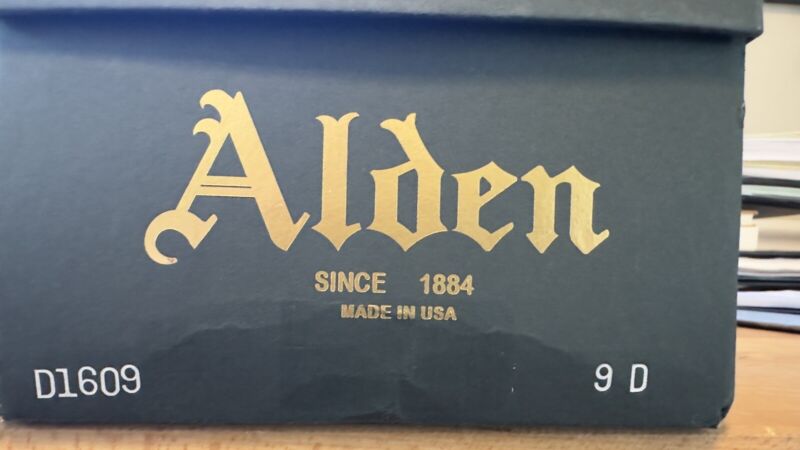 Alden
SINCE 1884
MADE IN USA
D1609 9 D